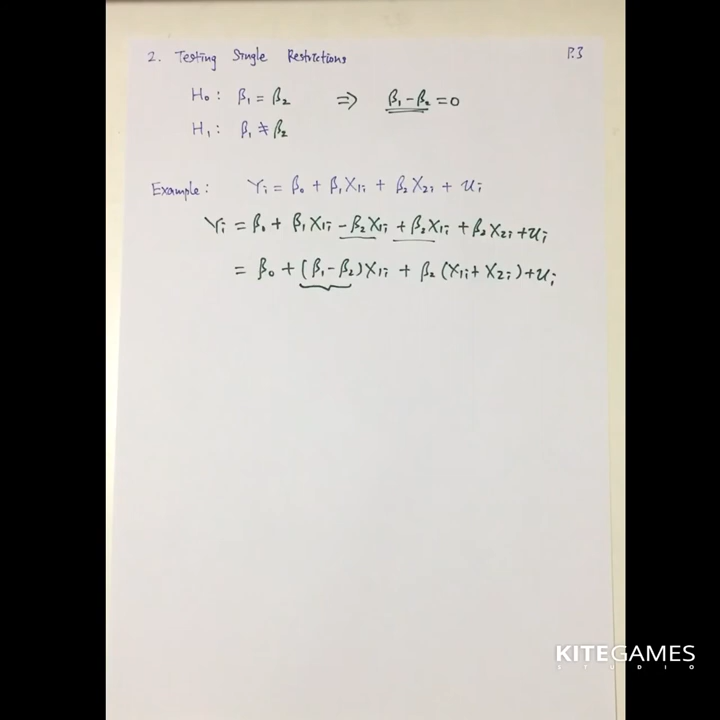 2. Testing Single Restrictions P.3
H₀: β₁ = β₂ ⇒ β₁ - β₂ = 0
H₁: β₁ ≠ β₂
Example: Yi = β₀ + β₁X1i + β₂X2i + Ui
Yi = β₀ + β₁X1i - β₂X1i + β₂X1i + β₂X2i + Ui
= β₀ + (β₁ - β₂)X1i + β₂(X1i + X2i) + Ui
KITEGAMES
STUDIO